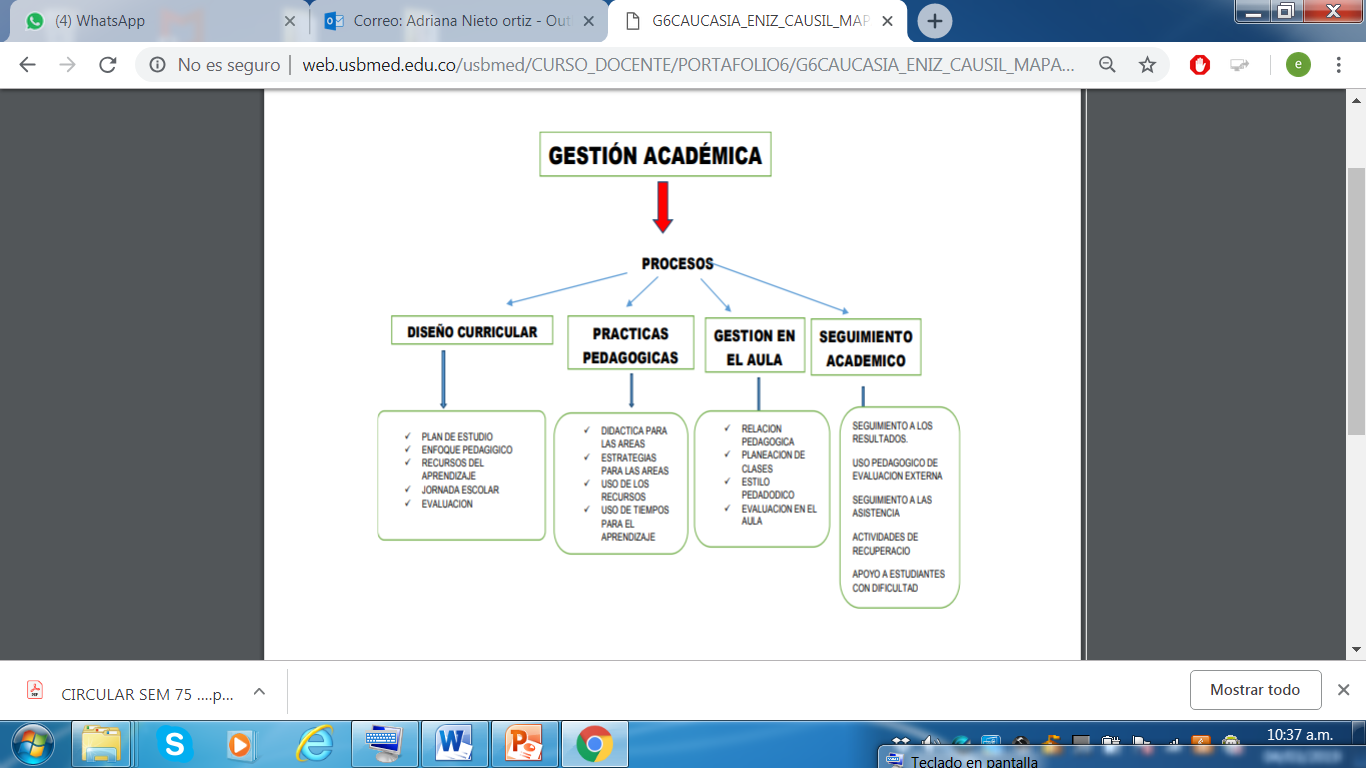 (4) WhatsApp
Correo: Adriana Nieto ortiz - Out
G6CAUCASIA_ENIZ_CAUSIL_MAP
No es seguro
web.usbmed.edu.co/usbmed/CURSO_DOCENTE/PORTAFOLIO6/G6CAUCASIA_ENIZ_CAUSIL_MAPA...
e
GESTIÓN ACADÉMICA
PROCESOS
DISEÑO CURRICULAR
PRACTICAS
PEDAGOGICAS
GESTION EN
EL AULA
SEGUIMIENTO
ACADEMICO
PLAN DE ESTUDIO
ENFOQUE PEDAGIGICO
RECURSOS DEL
APRENDIZAJE
JORNADA ESCOLAR
EVALUACION
DIDACTICA PARA
LAS AREAS
ESTRATEGIAS
PARA LAS AREAS
USO DE LOS
RECURSOS
USO DE TIEMPOS
PARA EL
APRENDIZAJE
RELACION
PEDAGOGICA
PLANEACION DE
CLASES
ESTILO
PEDADODICO
EVALUACION EN EL
AULA
SEGUIMIENTO A LOS
RESULTADOS.
USO PEDAGOGICO DE
EVALUACION EXTERNA
SEGUIMIENTO A LAS
ASISTENCIA
ACTIVIDADES DE
RECUPERACIO
APOYO A ESTUDIANTES
CON DIFICULTAD
CIRCULAR SEM 75 ....p...
Mostrar todo
10:37 a.m.
Teclado en pantalla